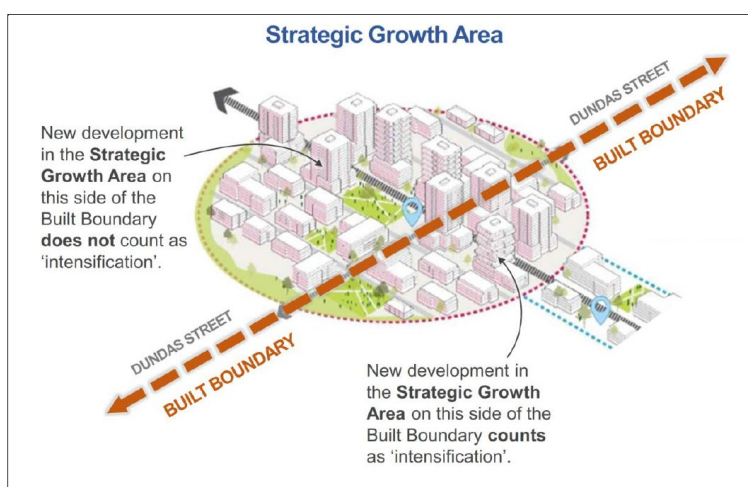 Strategic Growth Area
DUNDAS STREET
BUILT BOUNDARY
New development
in the Strategic
Growth Area on
this side of the
Built Boundary
does not count as
‘intensification’.
DUNDAS STREET
BUILT BOUNDARY
New development in
the Strategic Growth
Area on this side of the
Built Boundary counts
as ‘intensification’.